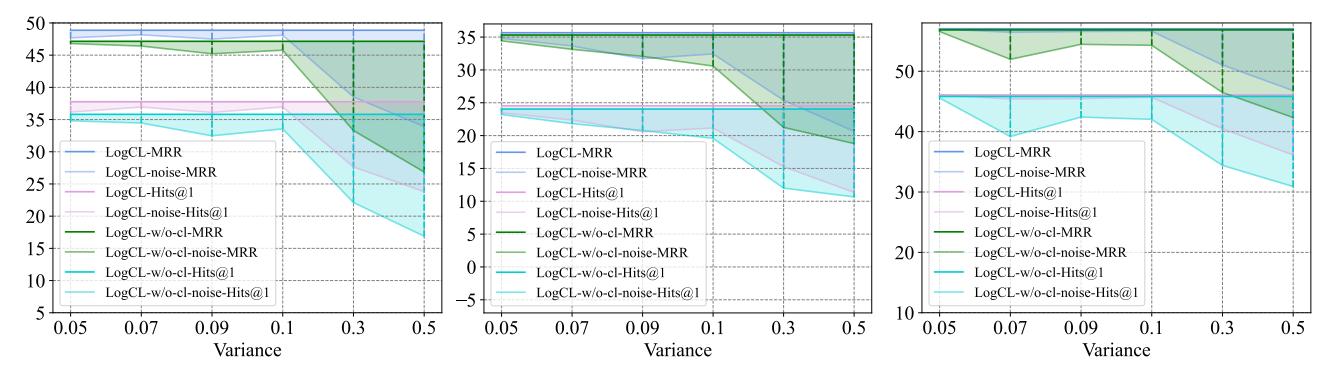 50
45
40
35
30
25
20
15
10
5
LogCL-MRR
LogCL-noise-MRR
LogCL-Hits@1
LogCL-noise-Hits@1
LogCL-w/o-cl-MRR
LogCL-w/o-cl-noise-MRR
LogCL-w/o-cl-Hits@1
LogCL-w/o-cl-noise-Hits@1
0.05 0.07 0.09 0.1 0.3 0.5
Variance
35
30
25
20
15
10
5
0
−5
LogCL-MRR
LogCL-noise-MRR
LogCL-Hits@1
LogCL-noise-Hits@1
LogCL-w/o-cl-MRR
LogCL-w/o-cl-noise-MRR
LogCL-w/o-cl-Hits@1
LogCL-w/o-cl-noise-Hits@1
0.05 0.07 0.09 0.1 0.3 0.5
Variance
50
40
30
20
10
LogCL-MRR
LogCL-noise-MRR
LogCL-Hits@1
LogCL-noise-Hits@1
LogCL-w/o-cl-MRR
LogCL-w/o-cl-noise-MRR
LogCL-w/o-cl-Hits@1
LogCL-w/o-cl-noise-Hits@1
0.05 0.07 0.09 0.1 0.3 0.5
Variance